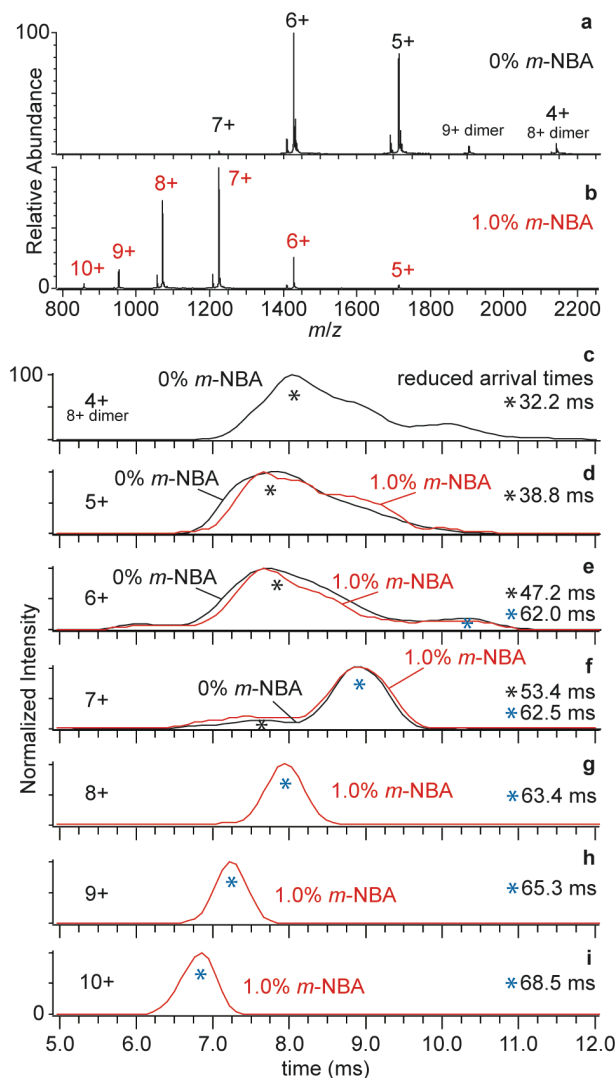 a
6+
100
5+
0% m-NBA
7+
9+ dimer
4+
8+ dimer
Relative Abundance
b
7+
8+
1.0% m-NBA
6+
10+
9+
5+
0
800 1000 1200 1400 1600 1800 2000 2200
m/z
c
100
0% m-NBA
reduced arrival times
4+
8+ dimer
*
*32.2 ms
d
0% m-NBA
1.0% m-NBA
*38.8 ms
5+
*
e
0% m-NBA
1.0% m-NBA
*47.2 ms
6+
*
*
*62.0 ms
f
1.0% m-NBA
0% m-NBA
*53.4 ms
7+
*
*
*62.5 ms
Normalized Intensity
g
8+
*
1.0% m-NBA
*63.4 ms
h
9+
*
1.0% m-NBA
*65.3 ms
i
10+
*
1.0% m-NBA
*68.5 ms
0
5.0 6.0 7.0 8.0 9.0 10.0 11.0 12.0
time (ms)